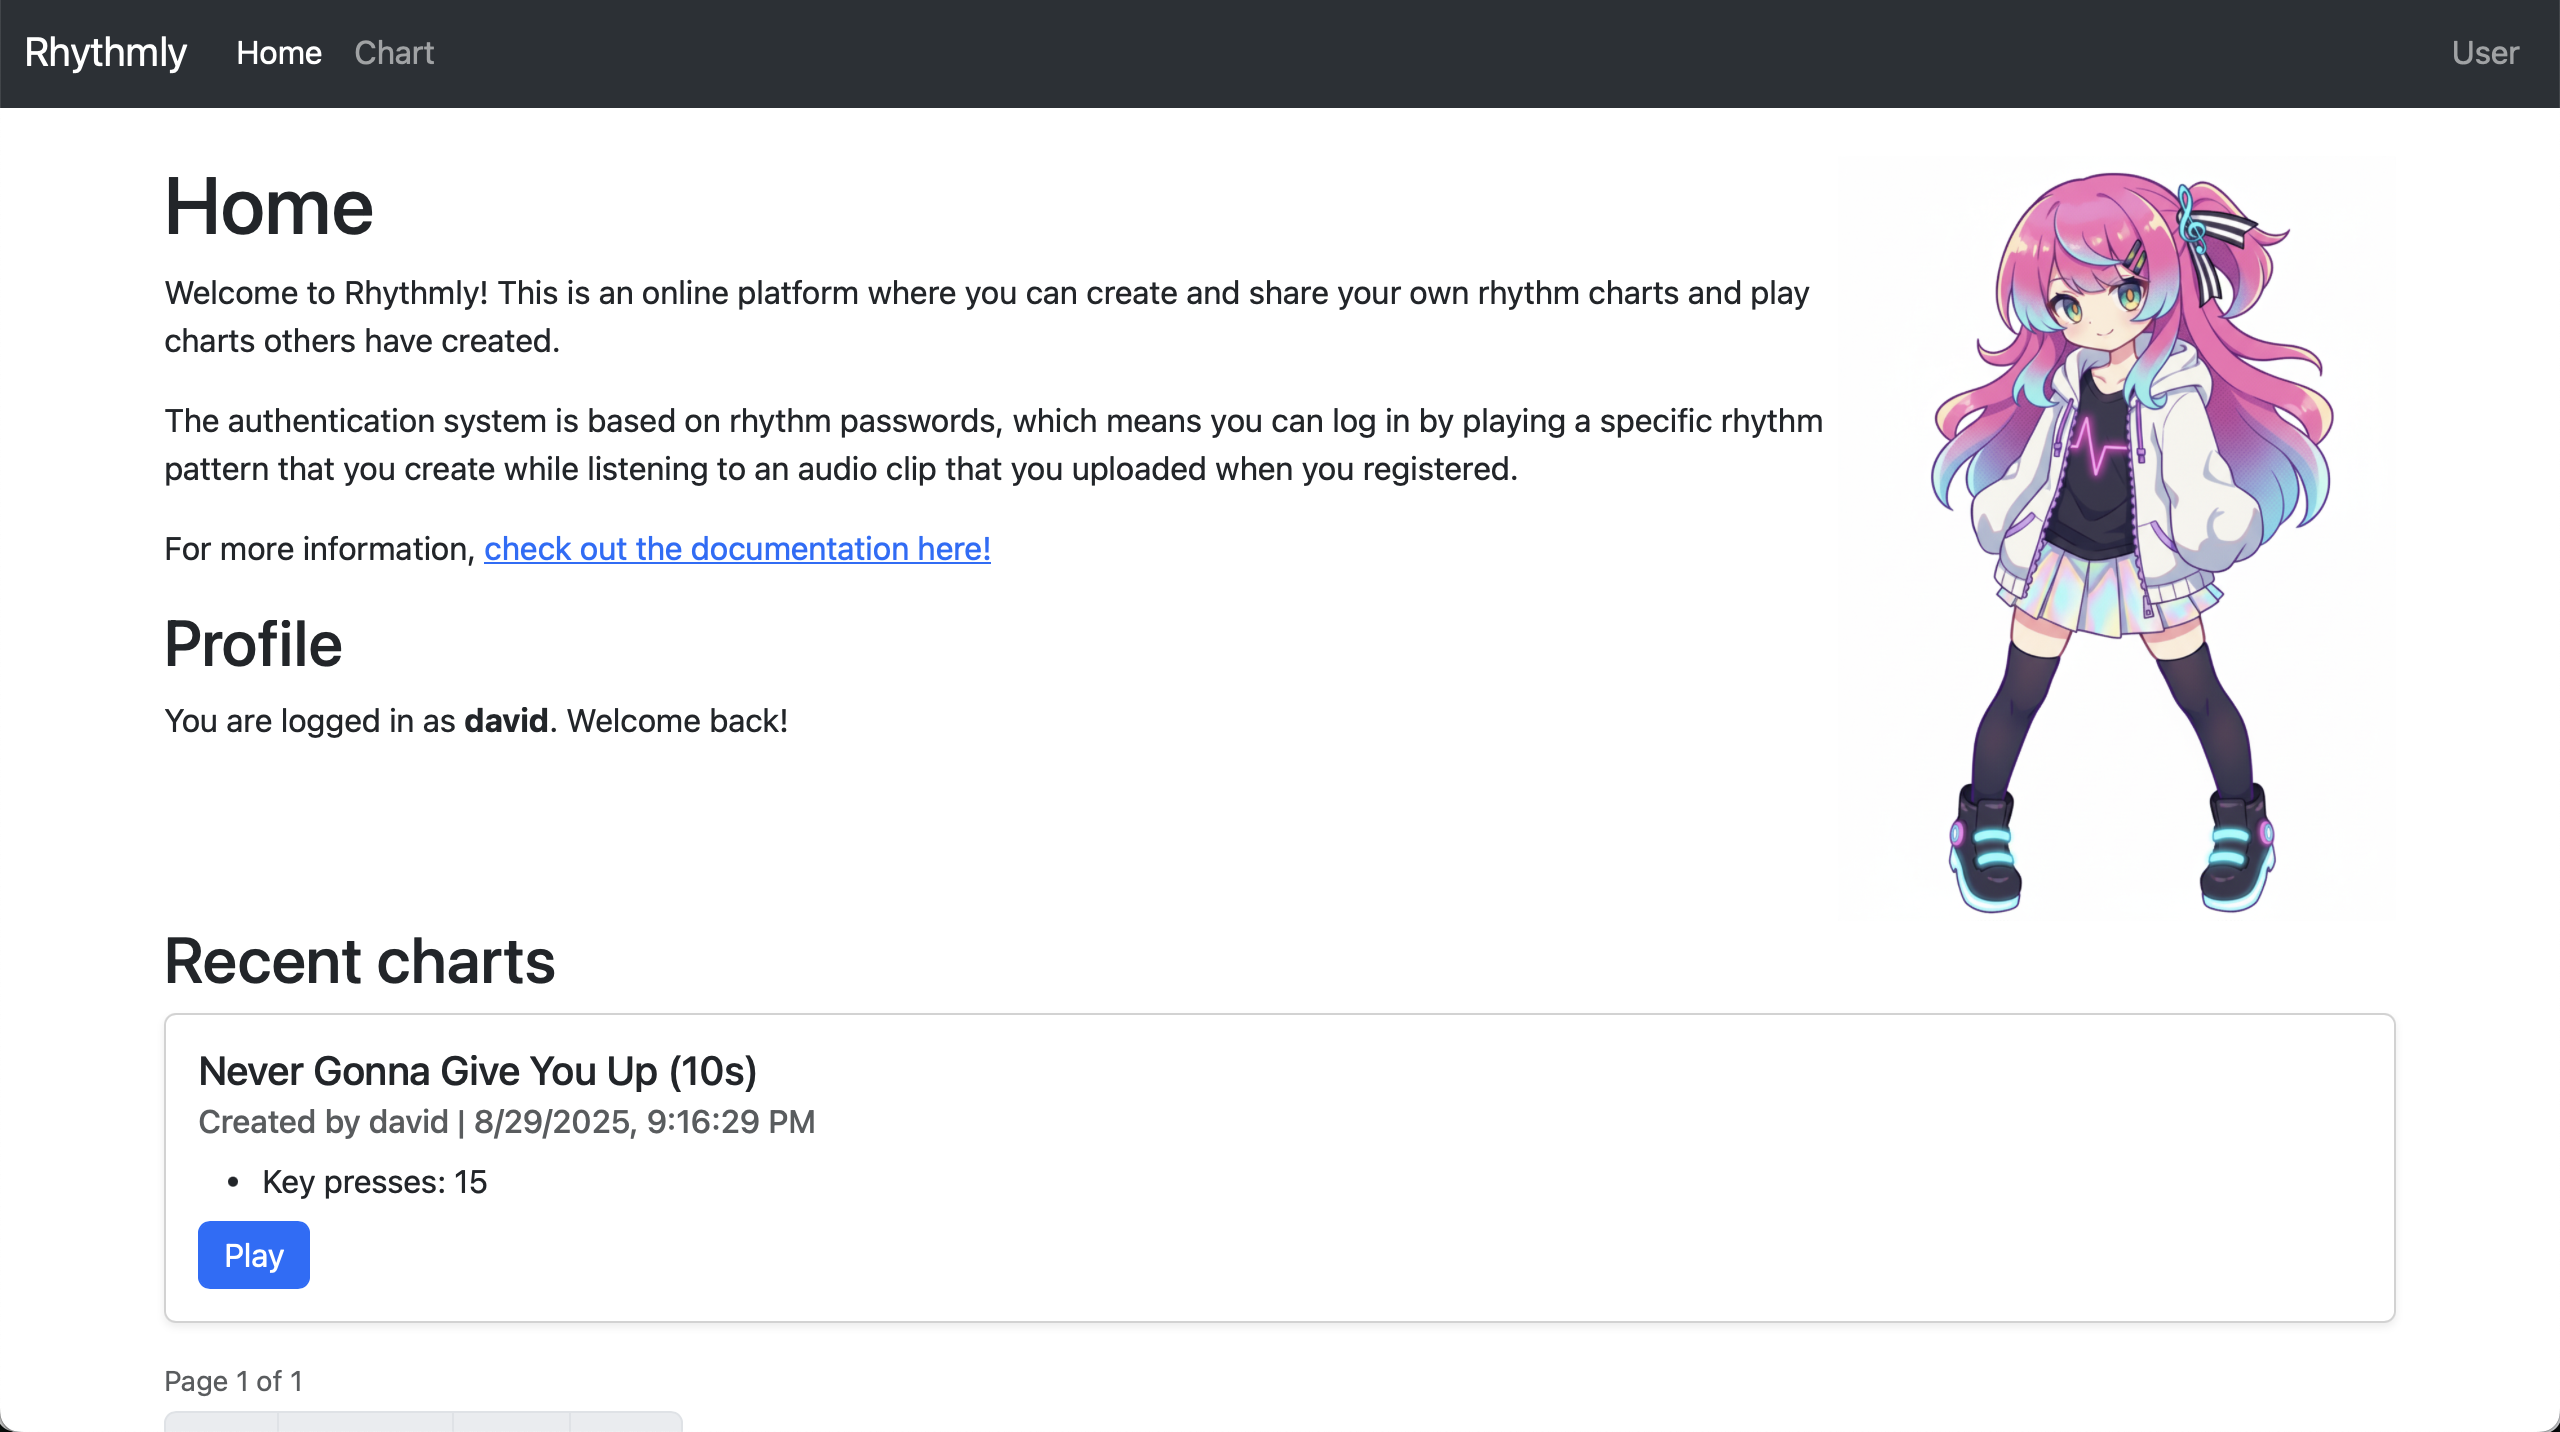 Rhythmly Home Chart User
Home
Welcome to Rhythmly! This is an online platform where you can create and share your own rhythm charts and play
charts others have created.
The authentication system is based on rhythm passwords, which means you can log in by playing a specific rhythm
pattern that you create while listening to an audio clip that you uploaded when you registered.
For more information, check out the documentation here!
Profile
You are logged in as david. Welcome back!
Recent charts
Never Gonna Give You Up (10s)
Created by david | 8/29/2025, 9:16:29 PM
• Key presses: 15
Play
Page 1 of 1